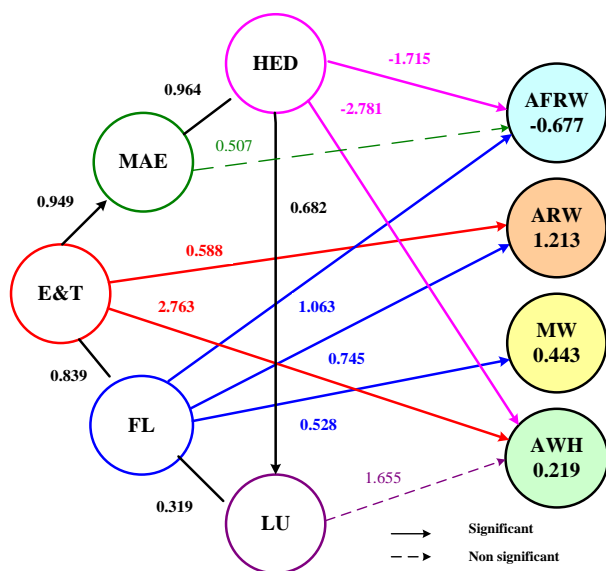 HED
-1.715
AFRW
-0.677
0.964
-2.781
MAE
0.507
0.949
0.682
ARW
1.213
0.588
E&T
2.763
1.063
MW
0.443
0.745
0.839
FL
0.528
AWH
0.219
0.319
1.655
LU
Significant
Non significant